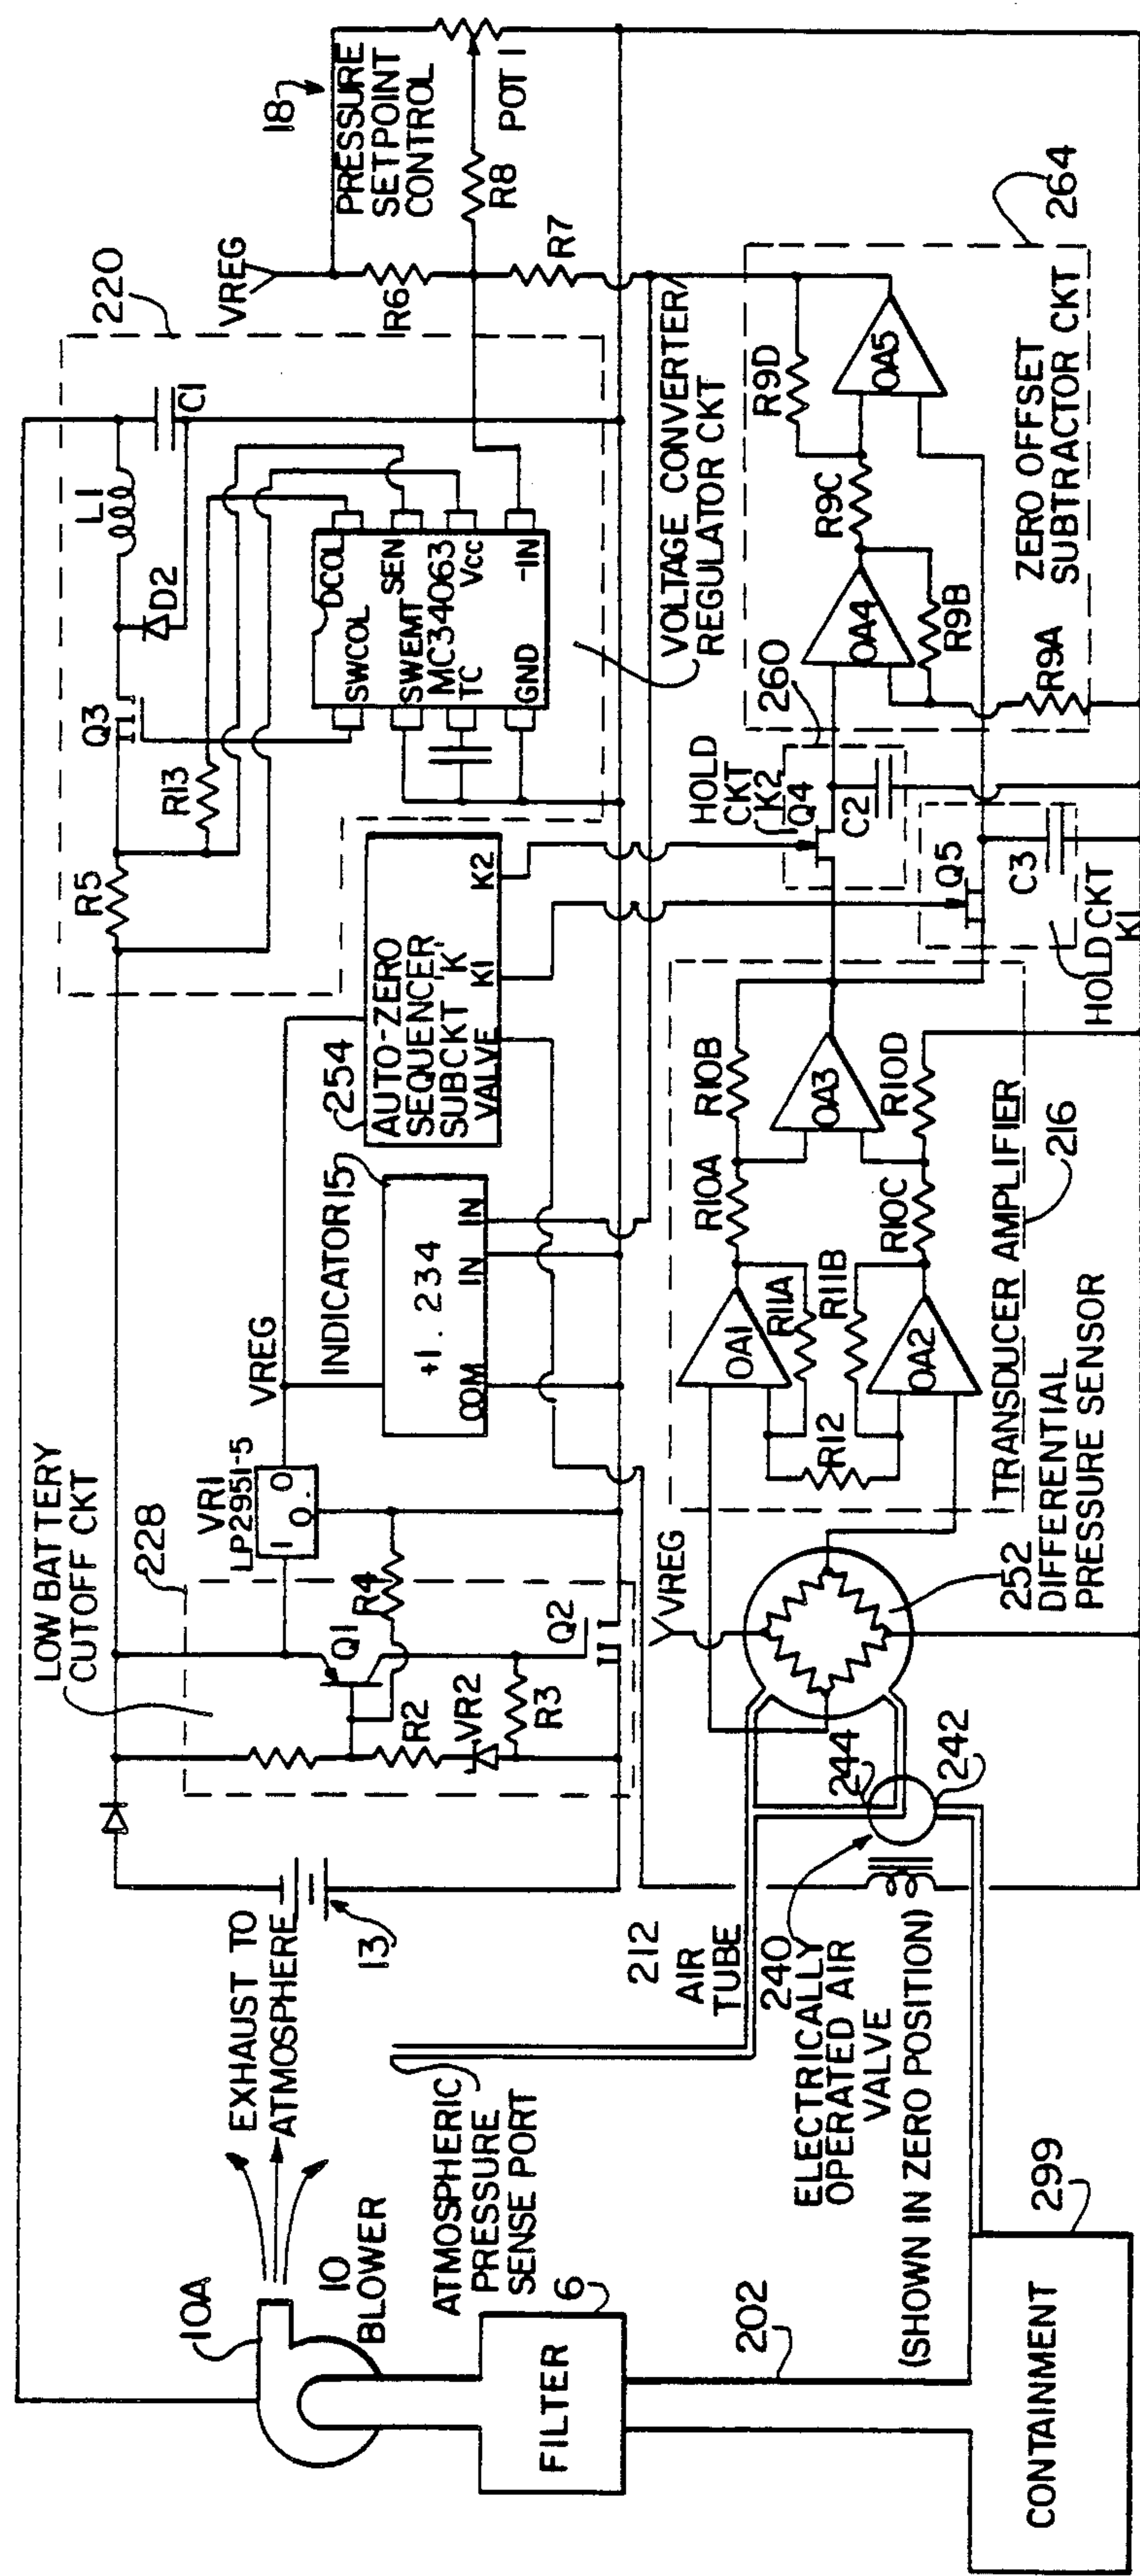 10A
EXHAUST TO
ATMOSPHERE
10
BLOWER
ATMOSPHERIC
PRESSURE
SENSE PORT
6
FILTER
202
299
CONTAINMENT
13
212
AIR
TUBE
240
ELECTRICALLY
OPERATED AIR
VALVE
(SHOWN IN ZERO POSITION)
244
242
LOW BATTERY
CUTOFF CKT
228
Q1
R4
R2
VR2
R3
Q2
VR1
LP2951-5
I
O
O
VREG
VREG
252
DIFFERENTIAL
PRESSURE SENSOR
INDICATOR
15
+1.234
COM
IN
IN
254
AUTO-ZERO
SEQUENCER
SUBCKT 'K'
VALVE
K1
K2
OA1
R11A
R11B
R12
OA2
R10A
R10B
R10C
R10D
OA3
TRANSDUCER AMPLIFIER
216
220
R5
R13
Q3
D2
L1
C1
SWCOL
DCOL
SWEMT
SEN
MC34063
TC
Vcc
GND
-IN
VOLTAGE CONVERTER/
REGULATOR CKT
VREG
R6
R7
R8
POT 1
18
PRESSURE
SETPOINT
CONTROL
HOLD
CKT
(K2
260
Q4
C2
Q5
C3
HOLD CKT
K1
OA4
R9A
R9B
R9C
R9D
OA5
ZERO OFFSET
SUBTRACTOR CKT
264